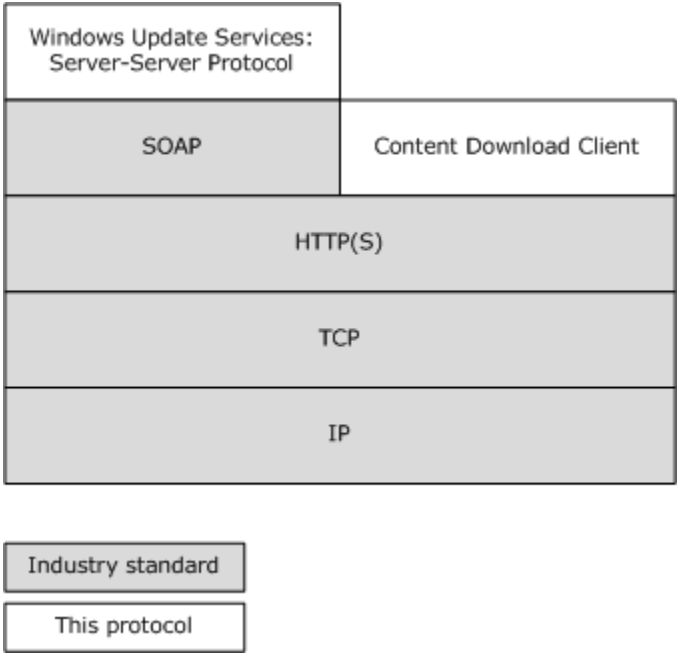 Windows Update Services:
Server-Server Protocol
SOAP
Content Download Client
HTTP(S)
TCP
IP
Industry standard
This protocol